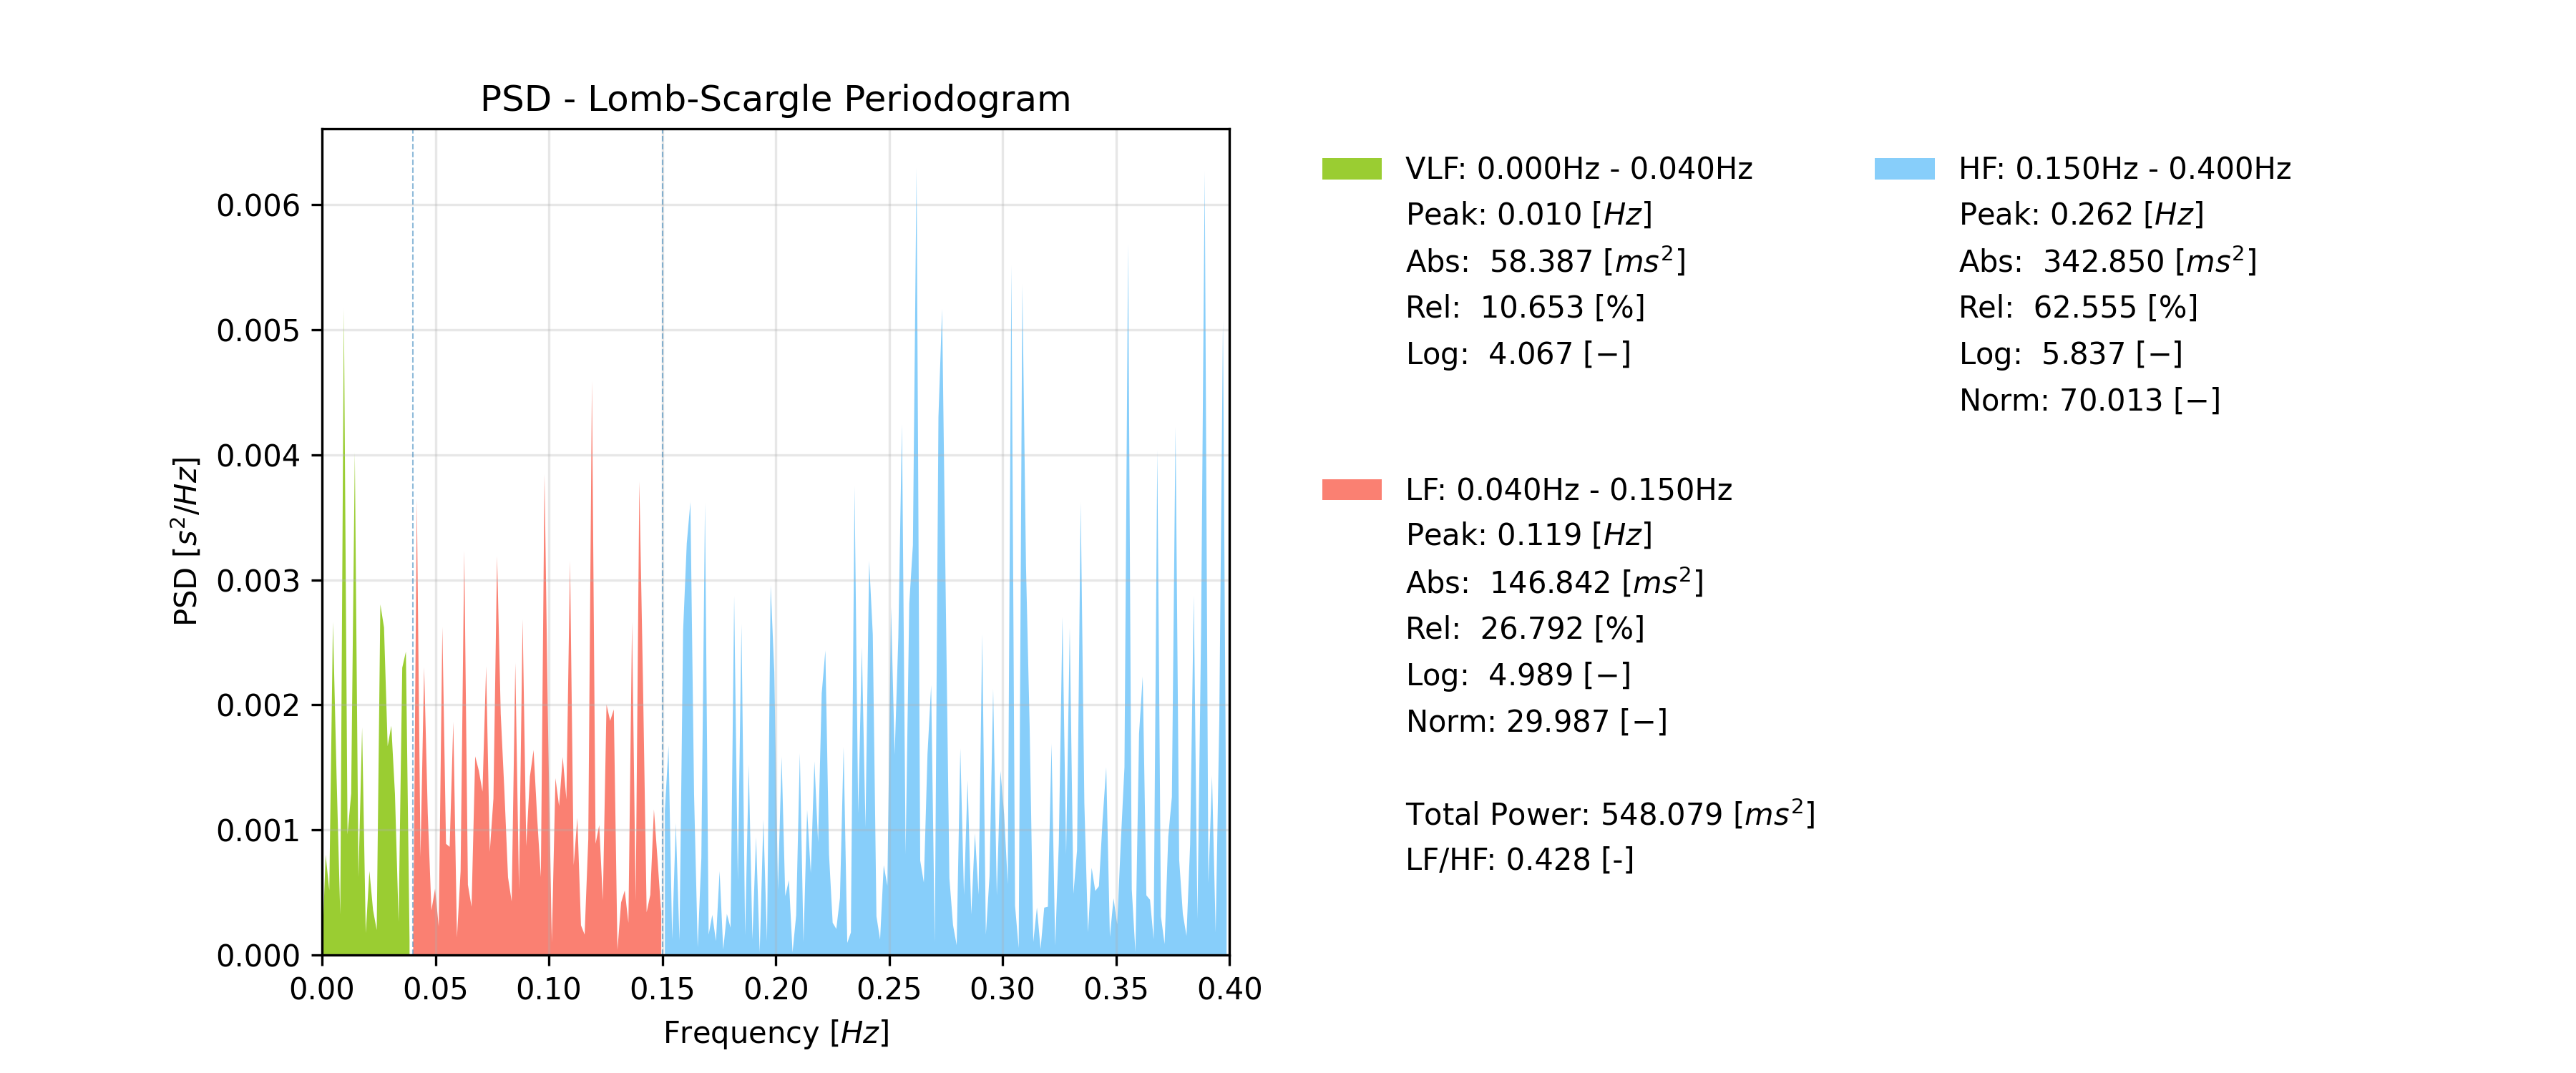 PSD - Lomb-Scargle Periodogram
PSD [s²/Hz]
0.006
0.005
0.004
0.003
0.002
0.001
0.000
0.00 0.05 0.10 0.15 0.20 0.25 0.30 0.35 0.40
Frequency [Hz]
VLF: 0.000Hz - 0.040Hz
Peak: 0.010 [Hz]
Abs: 58.387 [ms²]
Rel: 10.653 [%]
Log: 4.067 [−]
LF: 0.040Hz - 0.150Hz
Peak: 0.119 [Hz]
Abs: 146.842 [ms²]
Rel: 26.792 [%]
Log: 4.989 [−]
Norm: 29.987 [−]
Total Power: 548.079 [ms²]
LF/HF: 0.428 [-]
HF: 0.150Hz - 0.400Hz
Peak: 0.262 [Hz]
Abs: 342.850 [ms²]
Rel: 62.555 [%]
Log: 5.837 [−]
Norm: 70.013 [−]